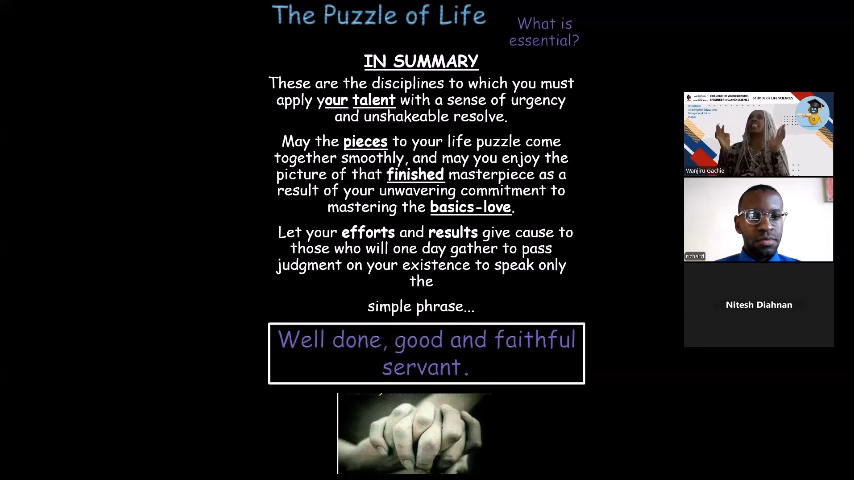 The Puzzle of Life
What is
essential?
IN SUMMARY
These are the disciplines to which you must
apply your talent with a sense of urgency
and unshakeable resolve.
May the pieces to your life puzzle come
together smoothly, and may you enjoy the
picture of that finished masterpiece as a
result of your unwavering commitment to
mastering the basics-love.
Let your efforts and results give cause to
those who will one day gather to pass
judgment on your existence to speak only
the
simple phrase...
Well done, good and faithful
servant.
Wanjiru Gachie
richard
Nitesh Dlahnan